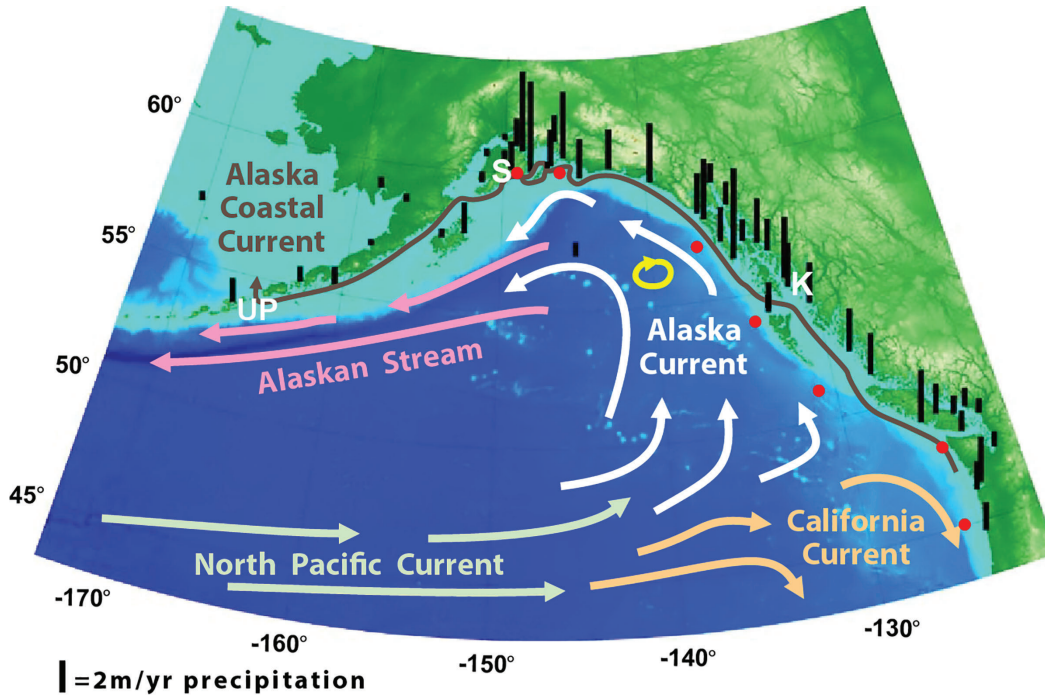 60°
55°
50°
45°
-170°
-160°
-150°
-140°
-130°
Alaska
Coastal
Current
S
UP
K
Alaska
Current
Alaskan Stream
North Pacific Current
California
Current
=2m/yr precipitation